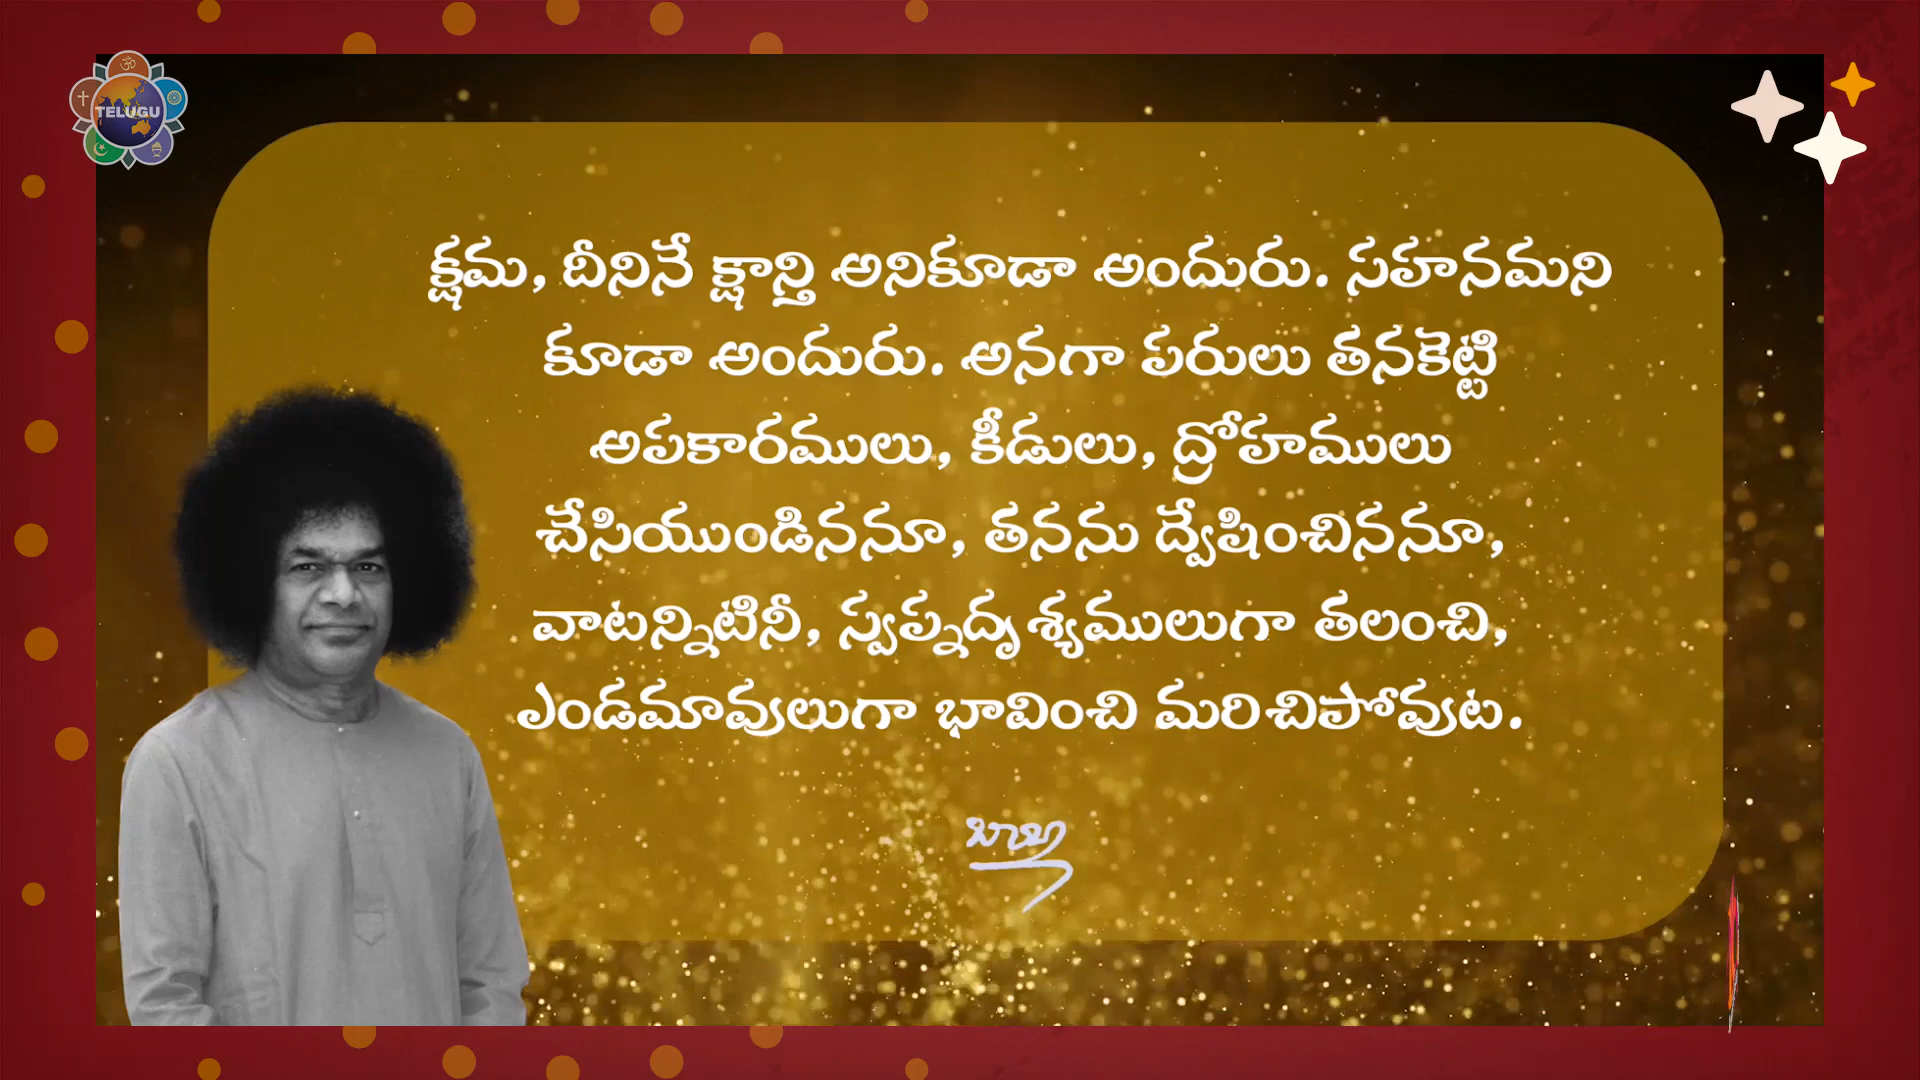 TELUGU
క్షమ, దీనినే క్షాన్తి అనికూడా అందురు. సహనమని
కూడా అందురు. అనగా పరులు తనకెట్టి
అపకారములు, కీడులు, ద్రోహములు
చేసియుండిననూ, తనను ద్వేషించిననూ,
వాటన్నిటినీ, స్వప్నదృశ్యములుగా తలంచి,
ఎండమావులుగా భావించి మరిచిపోవుట.
బాబా